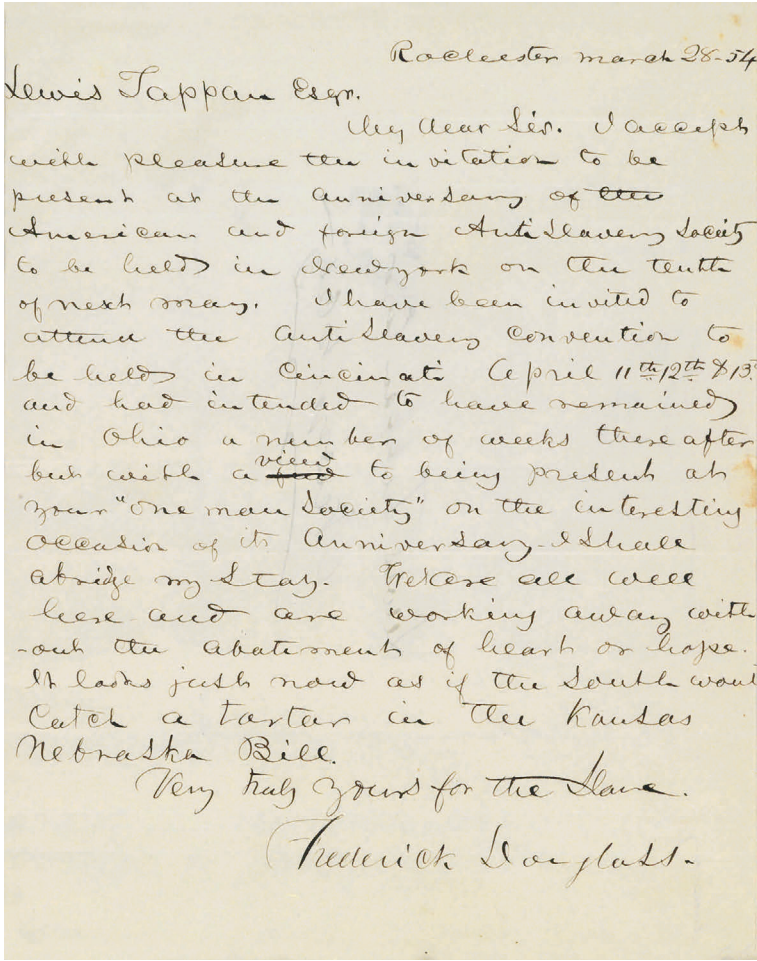 Rochester march 28-54
Lewis Tappan Esqr.
My dear Sir. I accept
with pleasure the invitation to be
present at the anniversary of the
American and foreign Anti Slavery Society
to be held in New york on the tenth
of next may. I have been invited to
attend the Anti Slavery Convention to
be held in Cincinati April 11th 12th & 13th
and had intended to have remained
in Ohio a number of weeks there after
but with a view to being present at
your "one man Society" on the interesting
occasion of its Anniversary - I shall
abridge my Stay. We are all well
here and are working away with
-out the abatement of heart or hope.
It looks just now as if the South would
Catch a tartar in the Kansas
Nebraska Bill.
Very truly yours for the Slave.
Frederick Douglass.